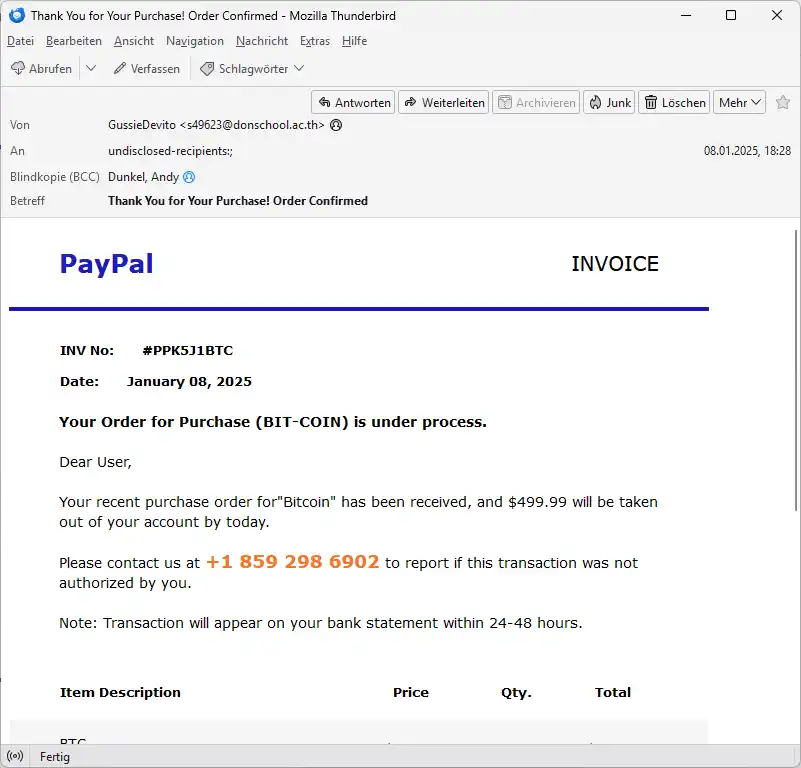 Thank You for Your Purchase! Order Confirmed - Mozilla Thunderbird
Datei Bearbeiten Ansicht Navigation Nachricht Extras Hilfe
Abrufen Verfassen Schlagwörter
Antworten Weiterleiten Archivieren Junk Löschen Mehr
Von GussieDevito <s49623@donschool.ac.th>
An undisclosed-recipients:; 08.01.2025, 18:28
Blindkopie (BCC) Dunkel, Andy
Betreff Thank You for Your Purchase! Order Confirmed
PayPal INVOICE
INV No: #PPK5J1BTC
Date: January 08, 2025
Your Order for Purchase (BIT-COIN) is under process.
Dear User,
Your recent purchase order for"Bitcoin" has been received, and $499.99 will be taken
out of your account by today.
Please contact us at +1 859 298 6902 to report if this transaction was not
authorized by you.
Note: Transaction will appear on your bank statement within 24-48 hours.
Item Description Price Qty. Total
BTC
Fertig